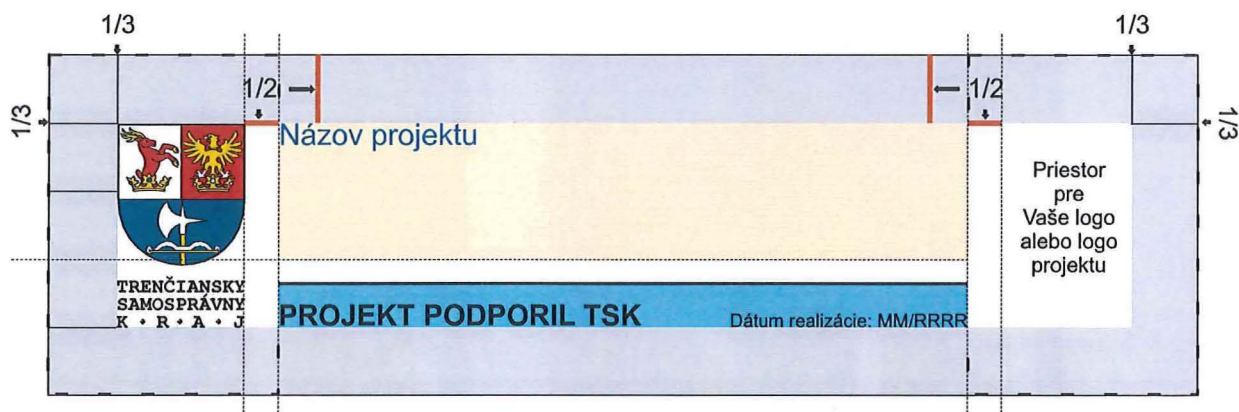 1/3
1/3
1/2
1/2
1/3
1/3
Názov projektu
Priestor
pre
Vaše logo
alebo logo
projektu
TRENČIANSKY
SAMOSPRÁVNY
K · R · A · J
PROJEKT PODPORIL TSK
Dátum realizácie: MM/RRRR